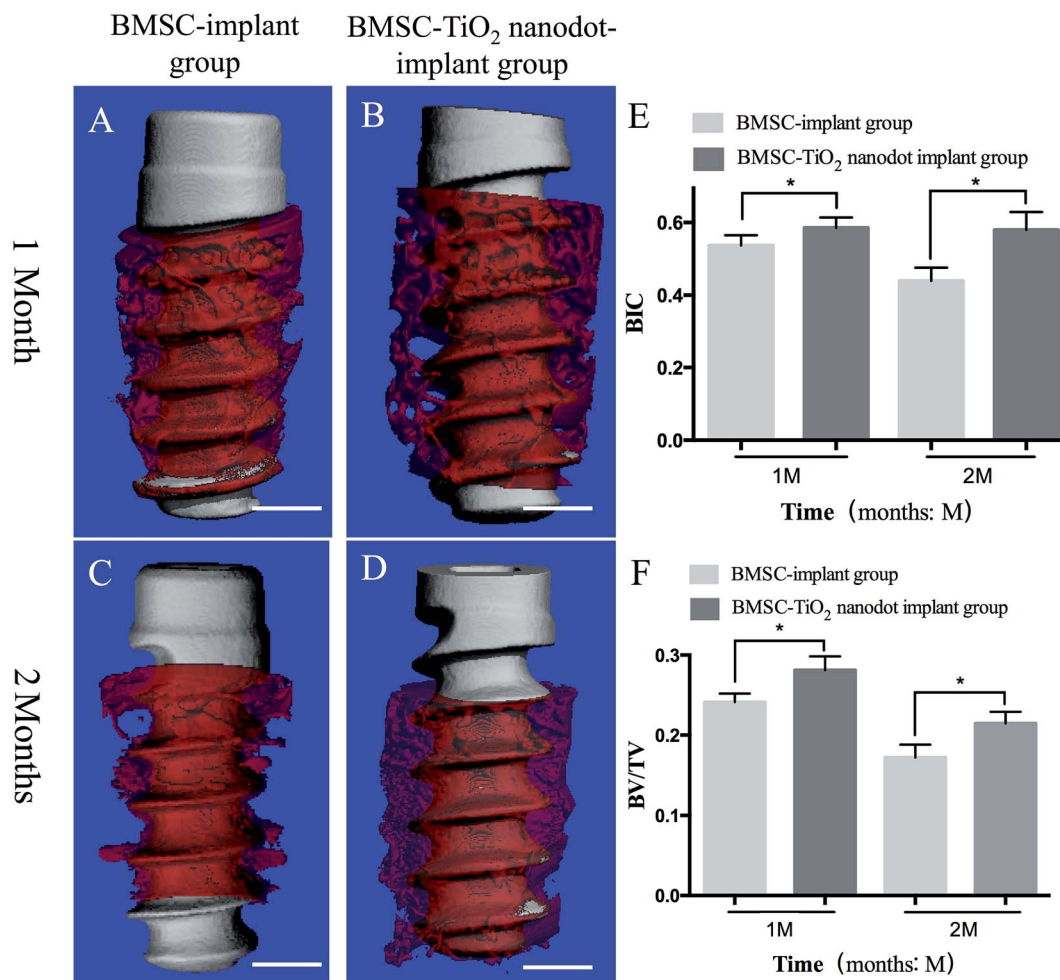 BMSC-implant
group
BMSC-TiO₂ nanodot-
implant group
1 Month
2 Months
A
B
C
D
E
BMSC-implant group
BMSC-TiO₂ nanodot implant group
*
*
BIC
0.6
0.4
0.2
0.0
1M
2M
Time (months: M)
F
BMSC-implant group
BMSC-TiO₂ nanodot implant group
*
*
BV/TV
0.3
0.2
0.1
0.0
1M
2M
Time (months: M)